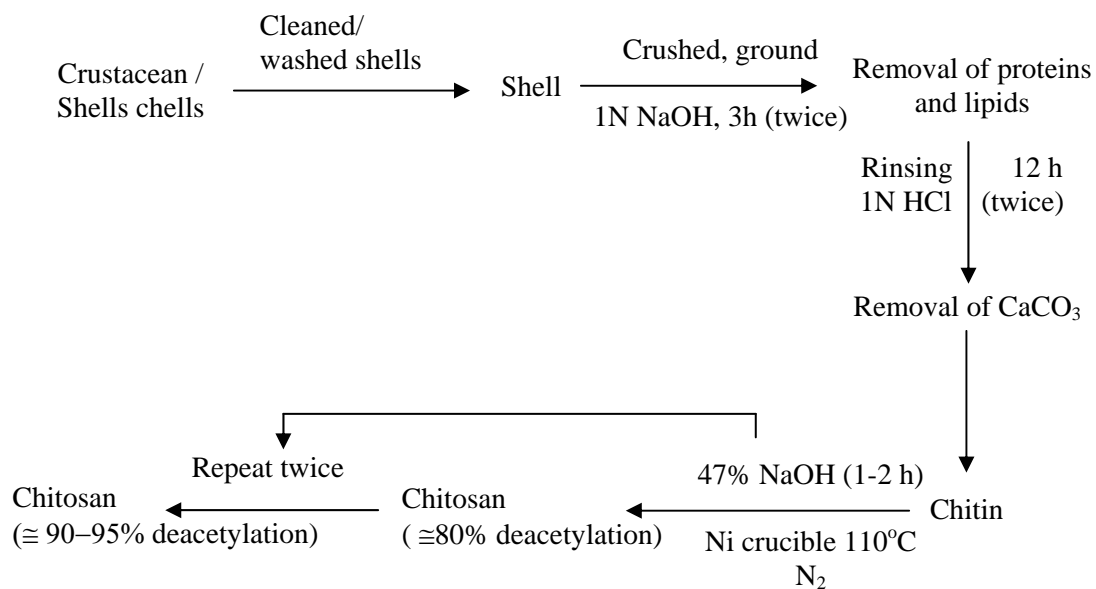 Cleaned/
washed shells
Crustacean /
Shells chells
Shell
Crushed, ground
1N NaOH, 3h (twice)
Removal of proteins
and lipids
Rinsing 12 h
1N HCl (twice)
Removal of CaCO₃
Chitin
47% NaOH (1-2 h)
Ni crucible 110°C
N₂
Chitosan
( ≅80% deacetylation)
Repeat twice
Chitosan
(≅ 90−95% deacetylation)